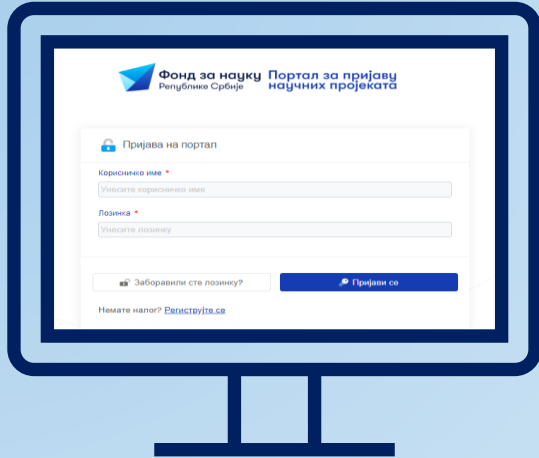 Фонд за науку
Републике Србије
Портал за пријаву
научних пројеката
Пријава на портал
Корисничко име *
Унесите корисничко име
Лозинка *
Унесите лозинку
Заборавили сте лозинку?
Пријави се
Немате налог? Региструјте се